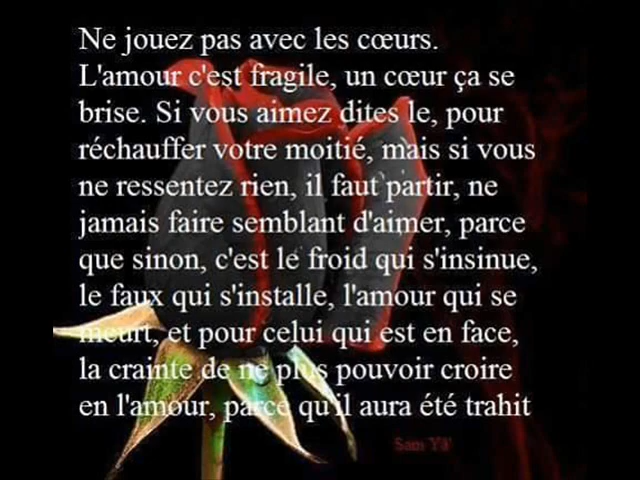 Ne jouez pas avec les cœurs.
L'amour c'est fragile, un cœur ça se
brise. Si vous aimez dites le, pour
réchauffer votre moitié, mais si vous
ne ressentez rien, il faut partir, ne
jamais faire semblant d'aimer, parce
que sinon, c'est le froid qui s'insinue,
le faux qui s'installe, l'amour qui se
meurt, et pour celui qui est en face,
la crainte de ne plus pouvoir croire
en l'amour, parce qu'il aura été trahit